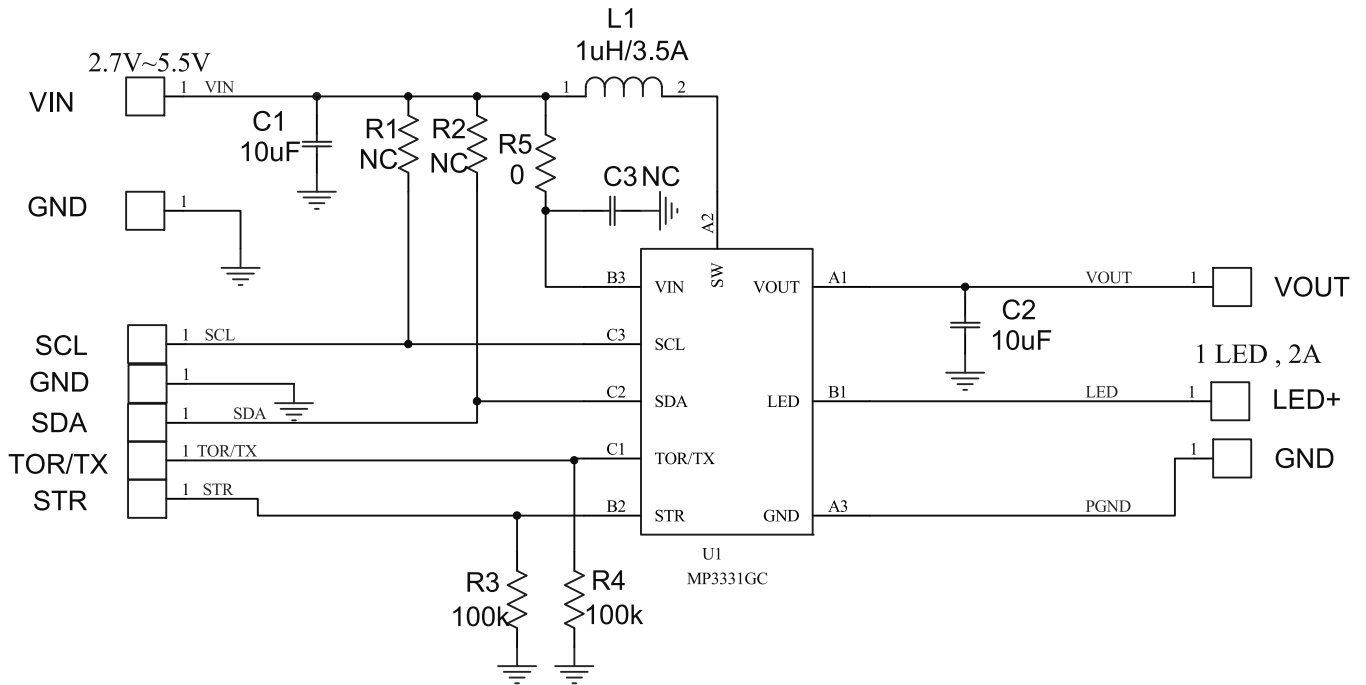 L1
1uH/3.5A
2.7V~5.5V
VIN
1 VIN
1 2
C1
10uF
R1
NC
R2
NC
R5
0
C3 NC
GND
1
A2
SW
B3
VIN
VOUT
A1
VOUT
1
VOUT
C2
10uF
SCL
1 SCL
C3
SCL
1 LED , 2A
GND
1
SDA
1 SDA
C2
SDA
LED
B1
LED
1
LED+
TOR/TX
1 TOR/TX
C1
TOR/TX
1
GND
STR
1 STR
B2
STR
GND
A3
PGND
U1
MP3331GC
R3
100k
R4
100k